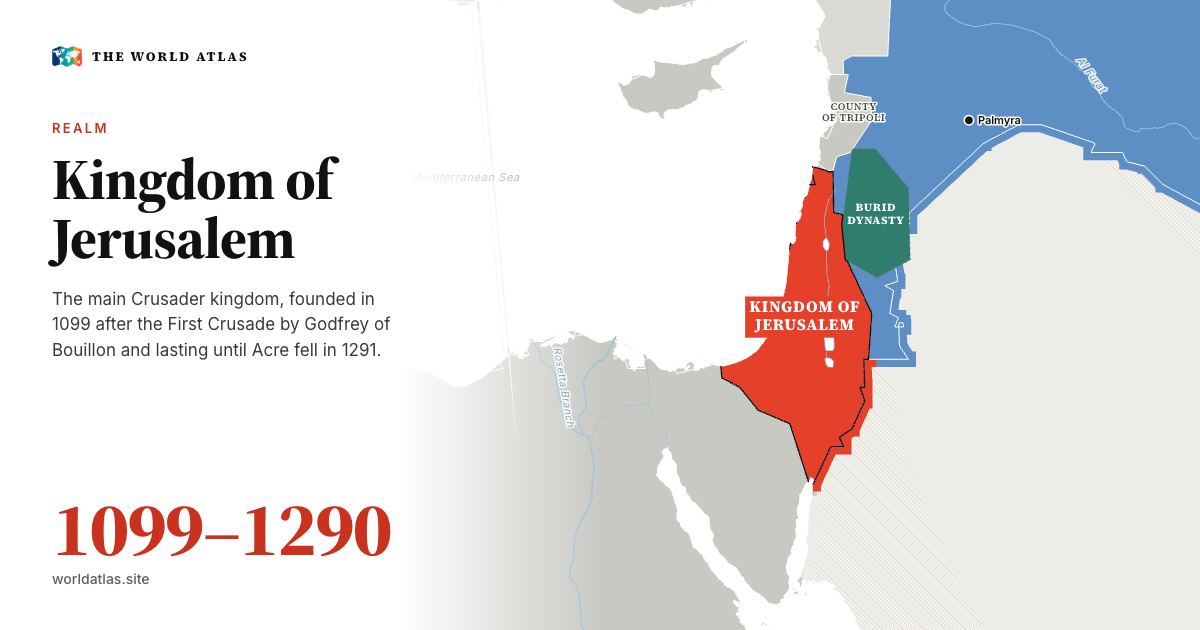 THE WORLD ATLAS
REALM
Kingdom of
Jerusalem
The main Crusader kingdom, founded in
1099 after the First Crusade by Godfrey of
Bouillon and lasting until Acre fell in 1291.
1099–1290
worldatlas.site
Mediterranean Sea
Rosetta Branch
COUNTY
OF TRIPOLI
Al Furat
Palmyra
BURID
DYNASTY
KINGDOM OF
JERUSALEM